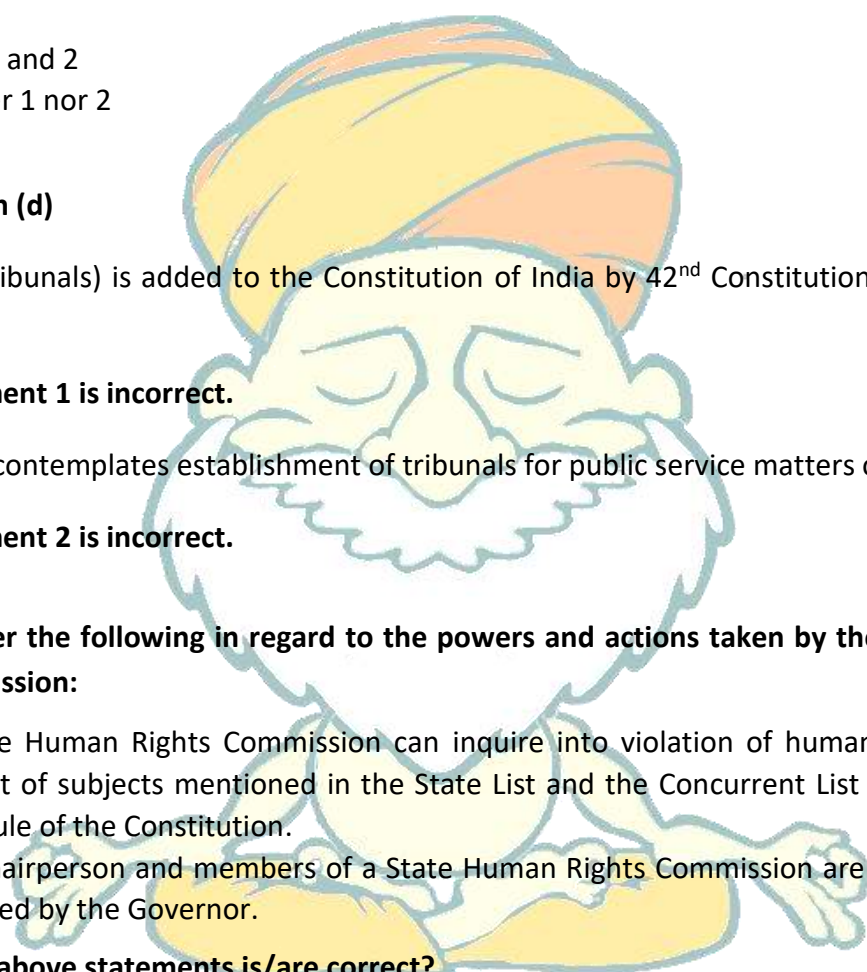 and 2
r 1 nor 2
n (d)
ribunals) is added to the Constitution of India by 42nd Constitution
nent 1 is incorrect.
contemplates establishment of tribunals for public service matters o
nent 2 is incorrect.
er the following in regard to the powers and actions taken by the
ission:
e Human Rights Commission can inquire into violation of human
t of subjects mentioned in the State List and the Concurrent List
ule of the Constitution.
airperson and members of a State Human Rights Commission are
ed by the Governor.
above statements is/are correct?